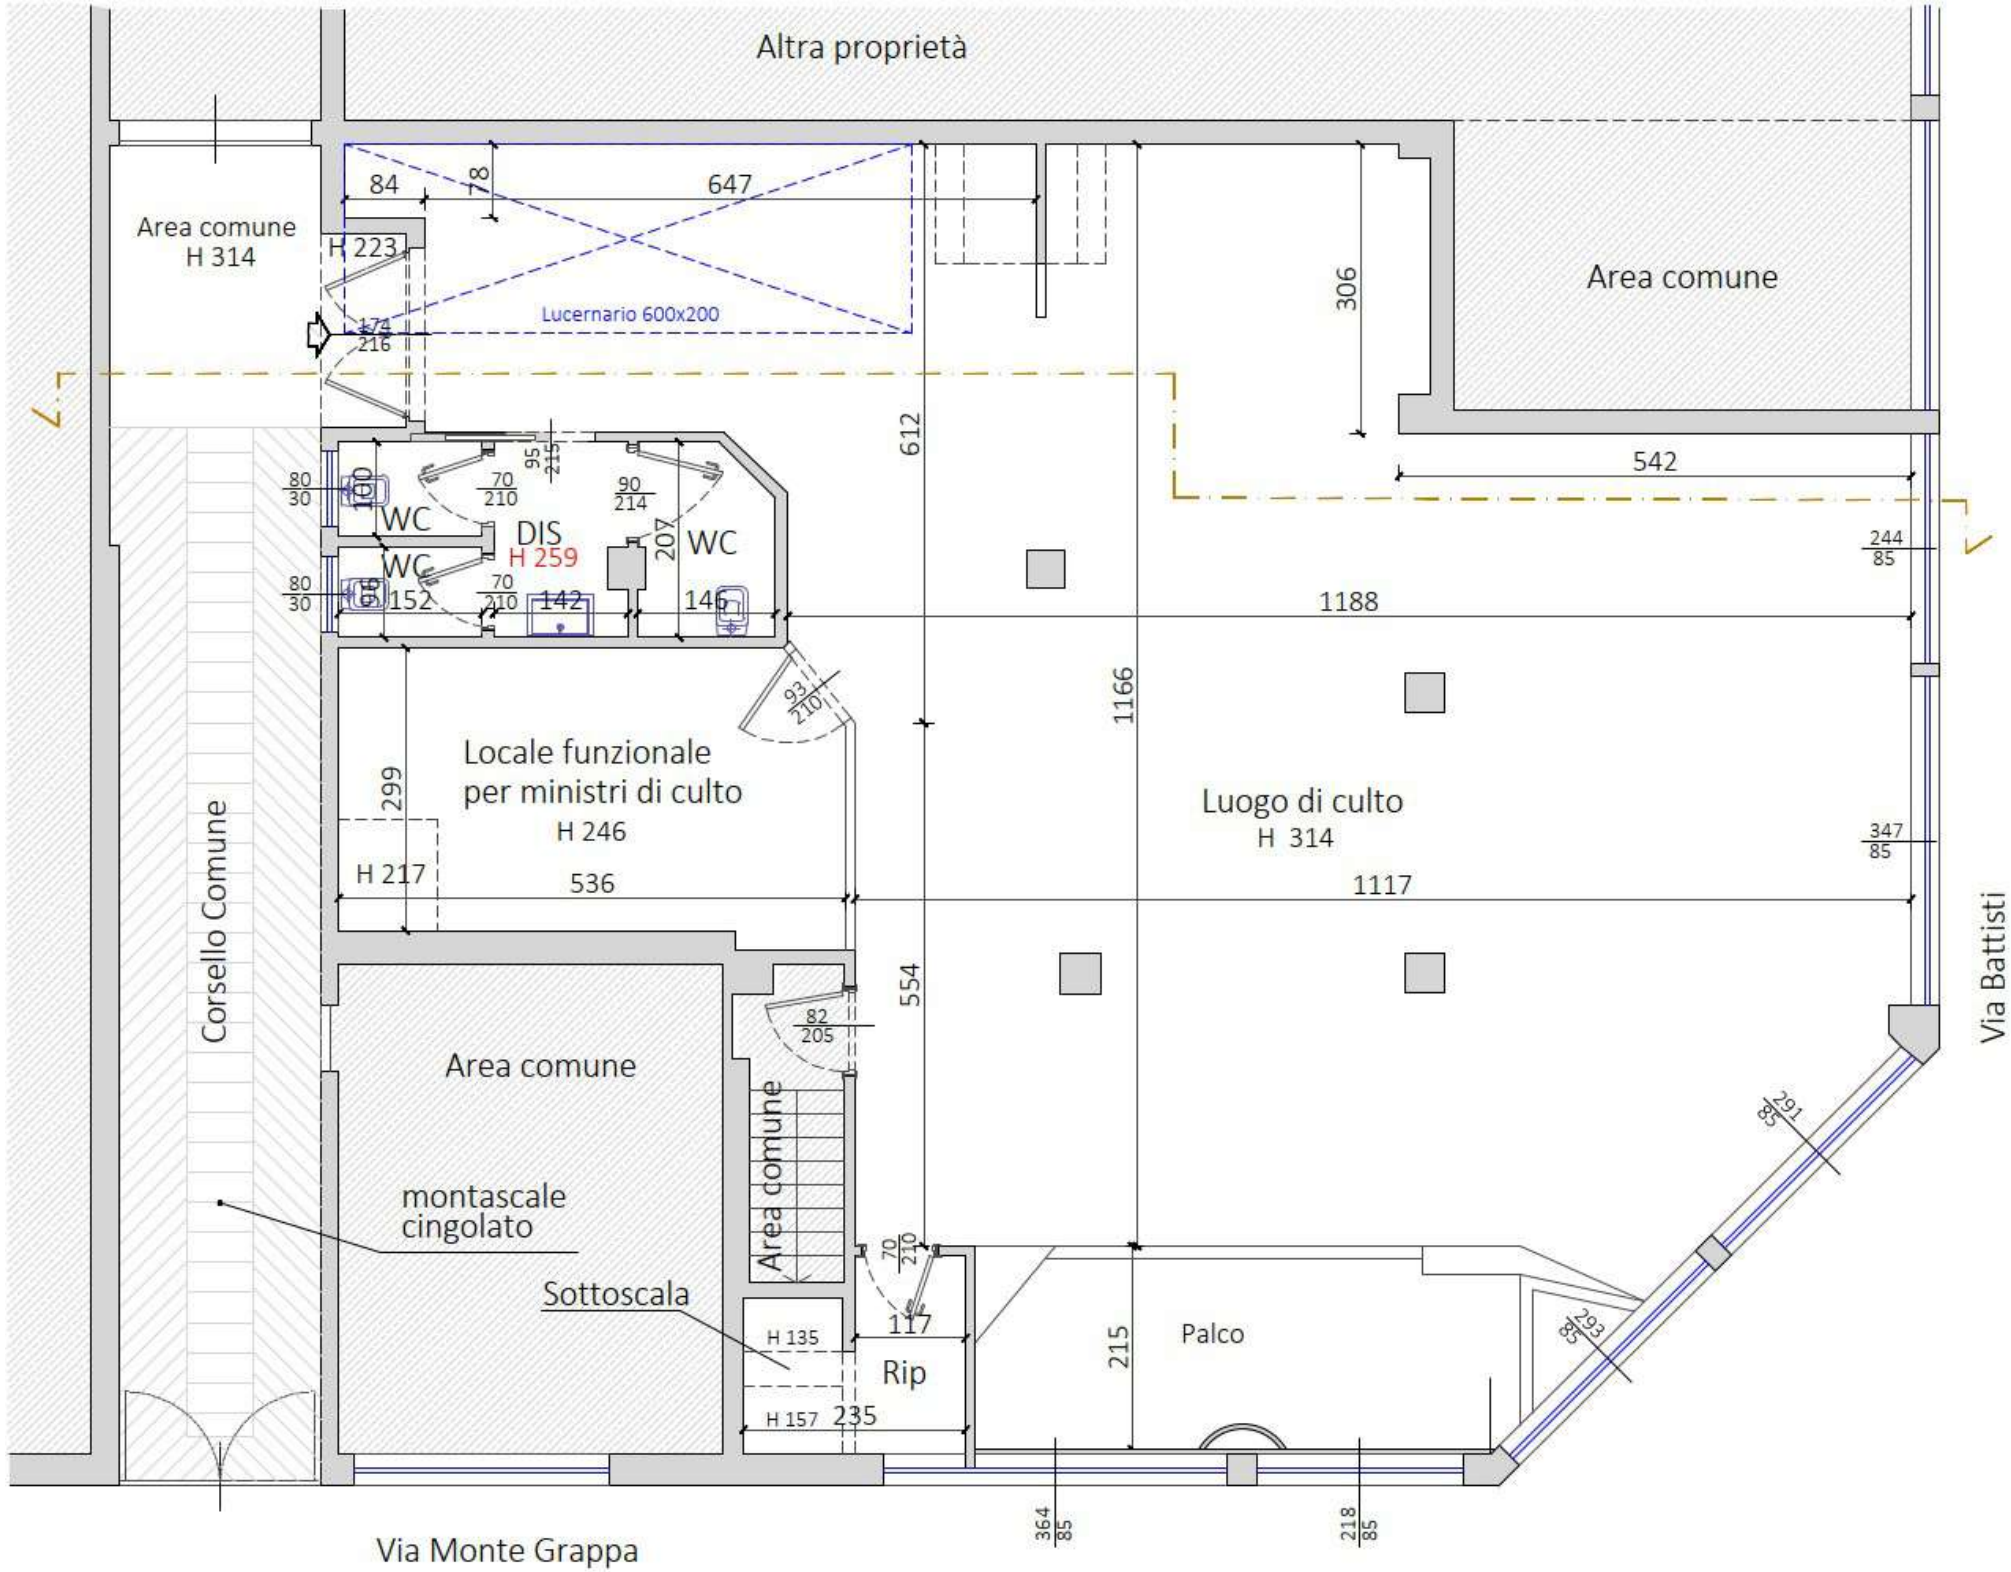 Altra proprietà
84
78
647
Area comune
H 314
H 223
Lucernario 600x200
174
216
306
Area comune
612
542
95
215
80
30
100
70
210
90
214
WC
DIS
H 259
207
WC
244
85
WC
80
30
96
152
70
210
142
146
1188
93
210
1166
Locale funzionale
per ministri di culto
H 246
299
Luogo di culto
H 314
347
85
H 217
536
1117
Corsello Comune
Via Battisti
554
82
205
Area comune
Area comune
291
85
montascale
cingolato
70
210
Sottoscala
117
H 135
Rip
215
Palco
293
85
H 157
235
364
85
218
85
Via Monte Grappa